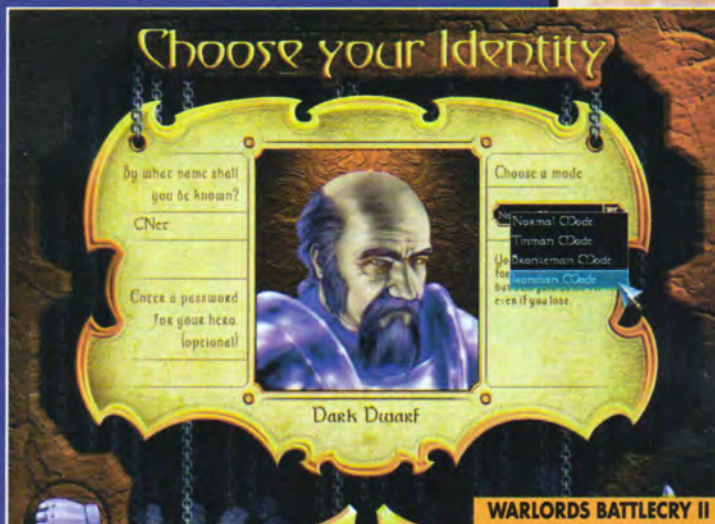 Choose your Identity
By what name shall
you be known?
CNet
Enter a password
for your hero.
(optional)
Dark Dwarf
Choose a mode
Normal Mode
Tinman Mode
Bronzeman Mode
Ironman Mode
even if you lose.
WARLORDS BATTLECRY II